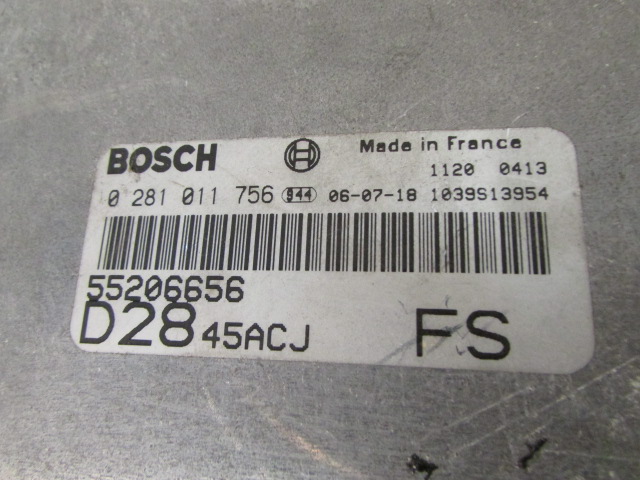 BOSCH Made in France
1120 0413
0 281 011 756 944 06-07-18 1039S13954
55206656
D28 45ACJ FS